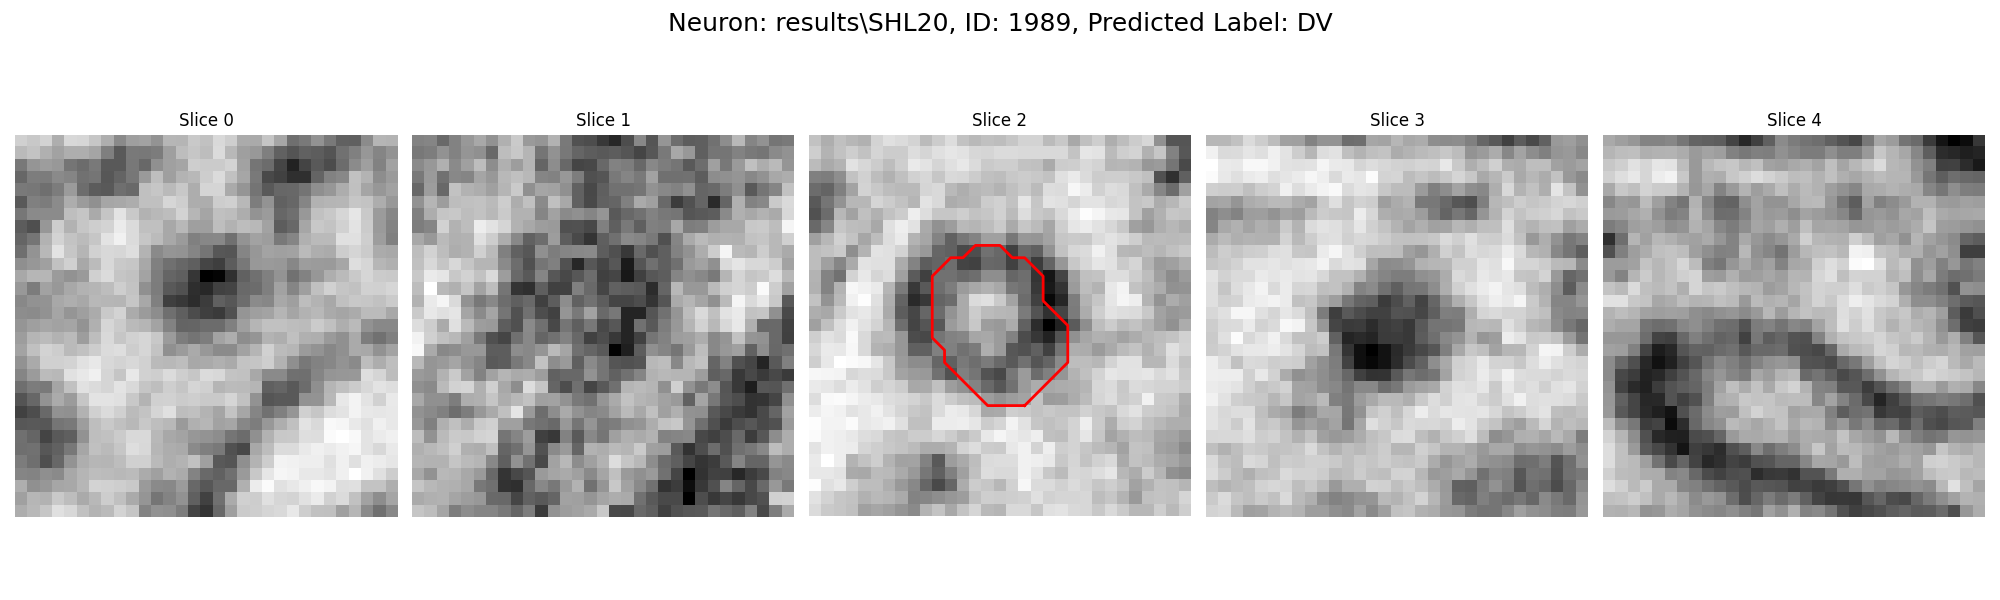 Neuron: results\SHL20, ID: 1989, Predicted Label: DV
Slice 0
Slice 1
Slice 2
Slice 3
Slice 4